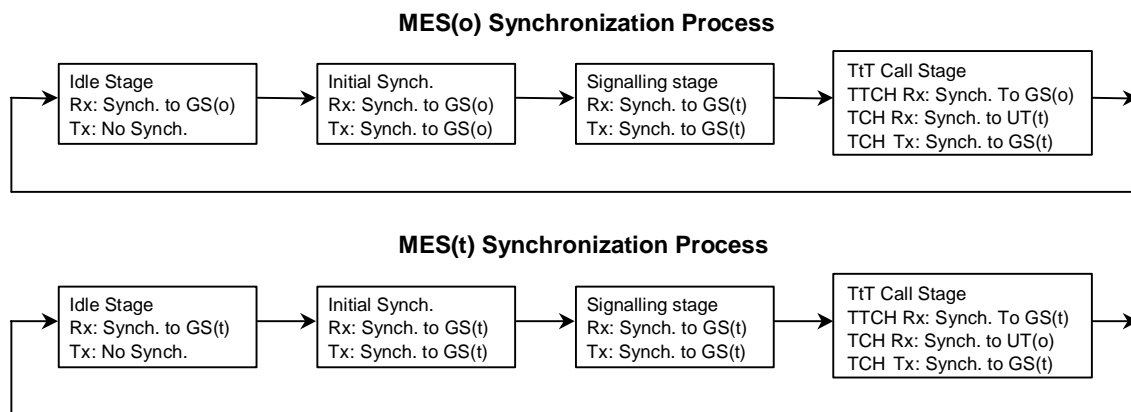 MES(o) Synchronization Process
Idle Stage
Rx: Synch. to GS(o)
Tx: No Synch.
Initial Synch.
Rx: Synch. to GS(o)
Tx: Synch. to GS(o)
Signalling stage
Rx: Synch. to GS(t)
Tx: Synch. to GS(t)
TtT Call Stage
TTCH Rx: Synch. To GS(o)
TCH Rx: Synch. to UT(t)
TCH Tx: Synch. to GS(t)
MES(t) Synchronization Process
Idle Stage
Rx: Synch. to GS(t)
Tx: No Synch.
Initial Synch.
Rx: Synch. to GS(t)
Tx: Synch. to GS(t)
Signalling stage
Rx: Synch. to GS(t)
Tx: Synch. to GS(t)
TtT Call Stage
TTCH Rx: Synch. To GS(t)
TCH Rx: Synch. to UT(o)
TCH Tx: Synch. to GS(t)